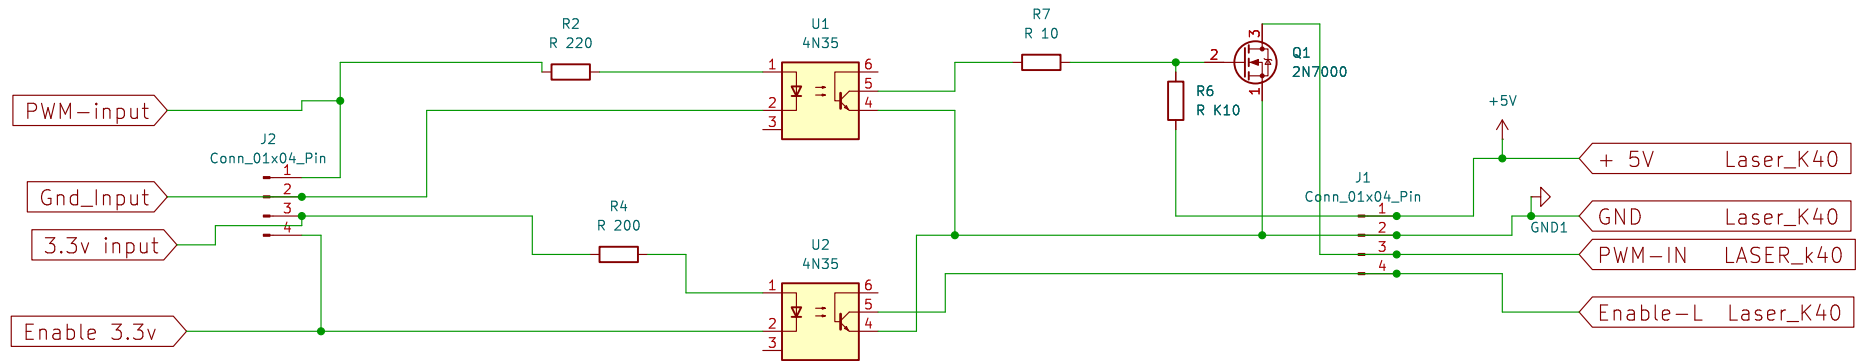 R2
R 220
U1
4N35
R7
R 10
Q1
2N7000
3
2
1
1
2
3
6
5
4
R6
R K10
+5V
PWM-input
J2
Conn_01x04_Pin
1
2
3
4
Gnd_Input
3.3v input
Enable 3.3v
R4
R 200
U2
4N35
1
2
3
6
5
4
J1
Conn_01x04_Pin
1
2
3
4
GND1
+ 5V Laser_K40
GND Laser_K40
PWM-IN LASER_k40
Enable-L Laser_K40